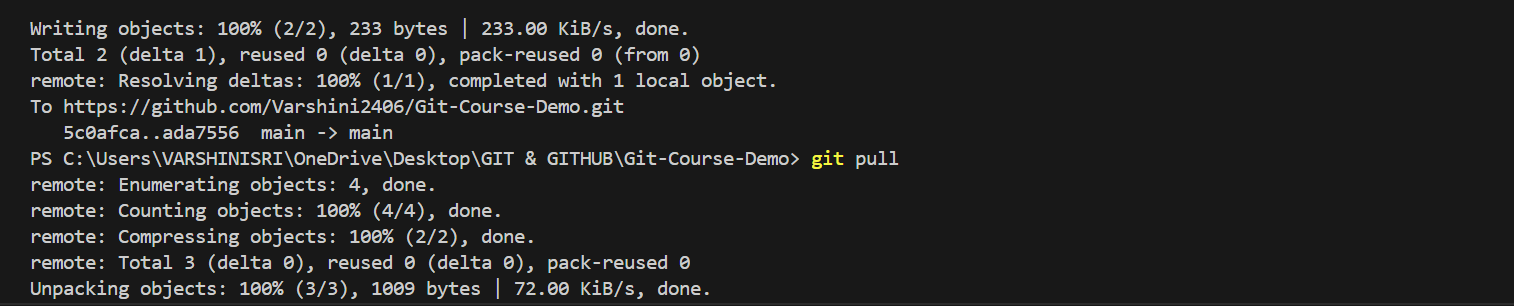 Writing objects: 100% (2/2), 233 bytes | 233.00 KiB/s, done.
Total 2 (delta 1), reused 0 (delta 0), pack-reused 0 (from 0)
remote: Resolving deltas: 100% (1/1), completed with 1 local object.
To https://github.com/Varshini2406/Git-Course-Demo.git
   5c0afca..ada7556  main -> main
PS C:\Users\VARSHINISRI\OneDrive\Desktop\GIT & GITHUB\Git-Course-Demo> git pull
remote: Enumerating objects: 4, done.
remote: Counting objects: 100% (4/4), done.
remote: Compressing objects: 100% (2/2), done.
remote: Total 3 (delta 0), reused 0 (delta 0), pack-reused 0
Unpacking objects: 100% (3/3), 1009 bytes | 72.00 KiB/s, done.